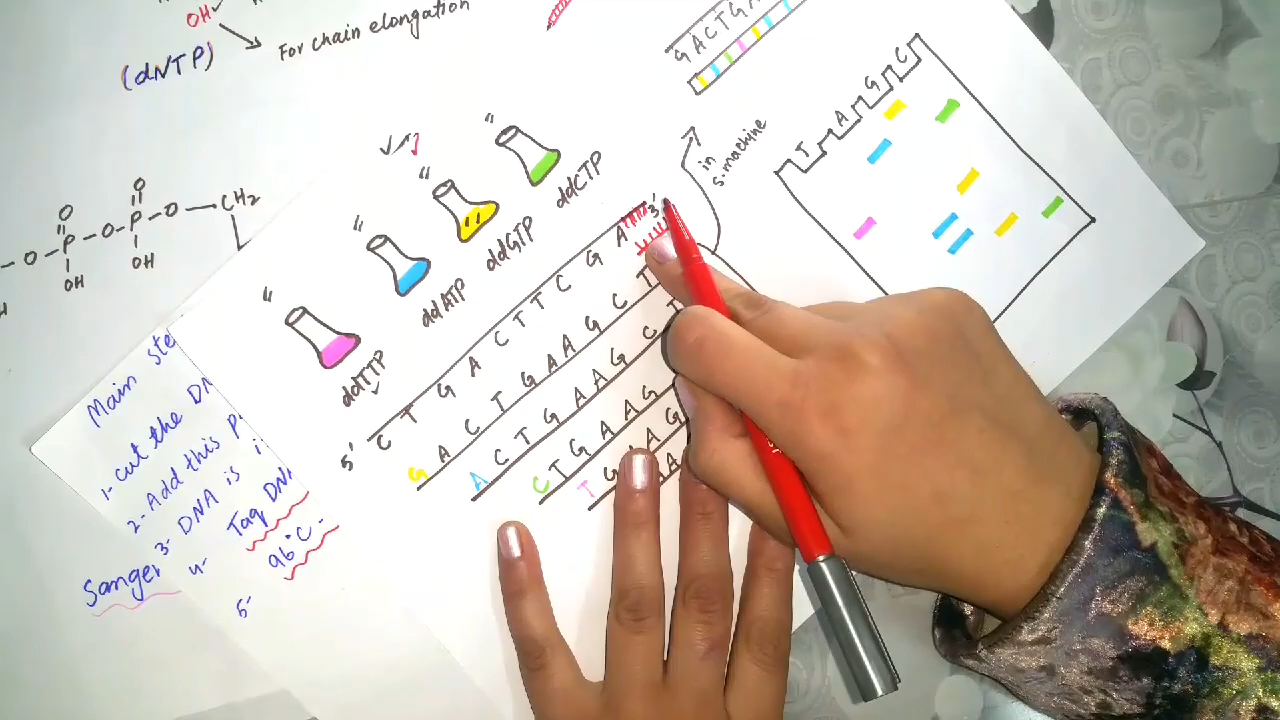 OH
(dNTP)
For chain elongation
GACTGA
in
s.machine
T A G C
O O
O P O P O CH2
OH OH
ddTTP
ddATP
ddGTP
ddCTP
5' C T G A C T T C G A 3'
G A C T G A A G C T
A C T G A A G C T
C T G A A G
T G A A G
A
Main ste
1- cut the DN
2- Add this P
3- DNA is i
4- Taq DN
96°C-
5-
Sanger